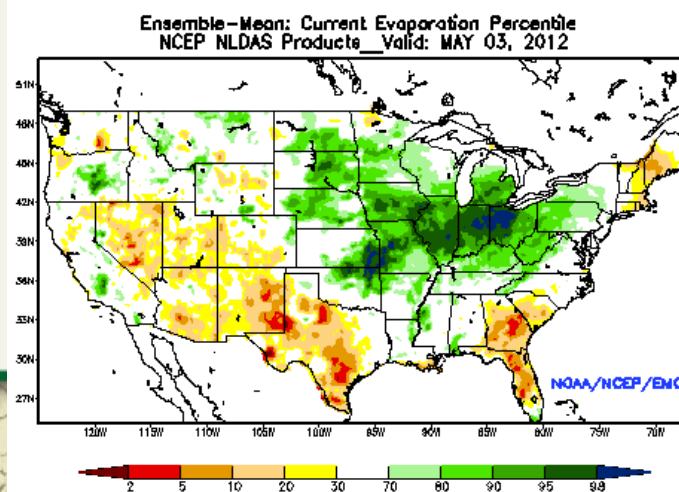 Ensemble-Mean: Current Evaporation Percentile
NCEP NLDAS Products__Valid: MAY 03, 2012
51N
48N
45N
42N
39N
36N
33N
30N
27N
NOAA/NCEP/EMC
120W 115W 110W 105W 100W 95W 90W 85W 80W 75W 70W
2 5 10 20 30 70 80 90 95 98